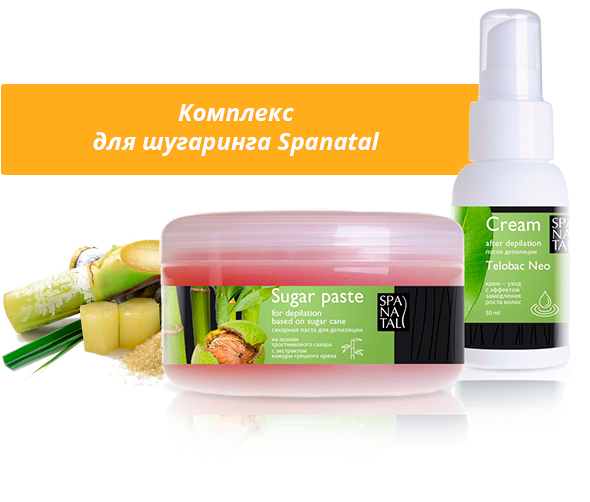 Комплекс
для шугаринга Spanatal
Cream
after depilation
после депиляции
Telobac Neo
крем – уход
с эффектом
замедления
роста волос
50 ml
SPA
NA
TALI
Sugar paste
for depilation
based on sugar cane
сахарная паста для депиляции
на основе
тростникового сахара
с экстрактом
кожуры грецкого ореха
SPA
NA
TALI